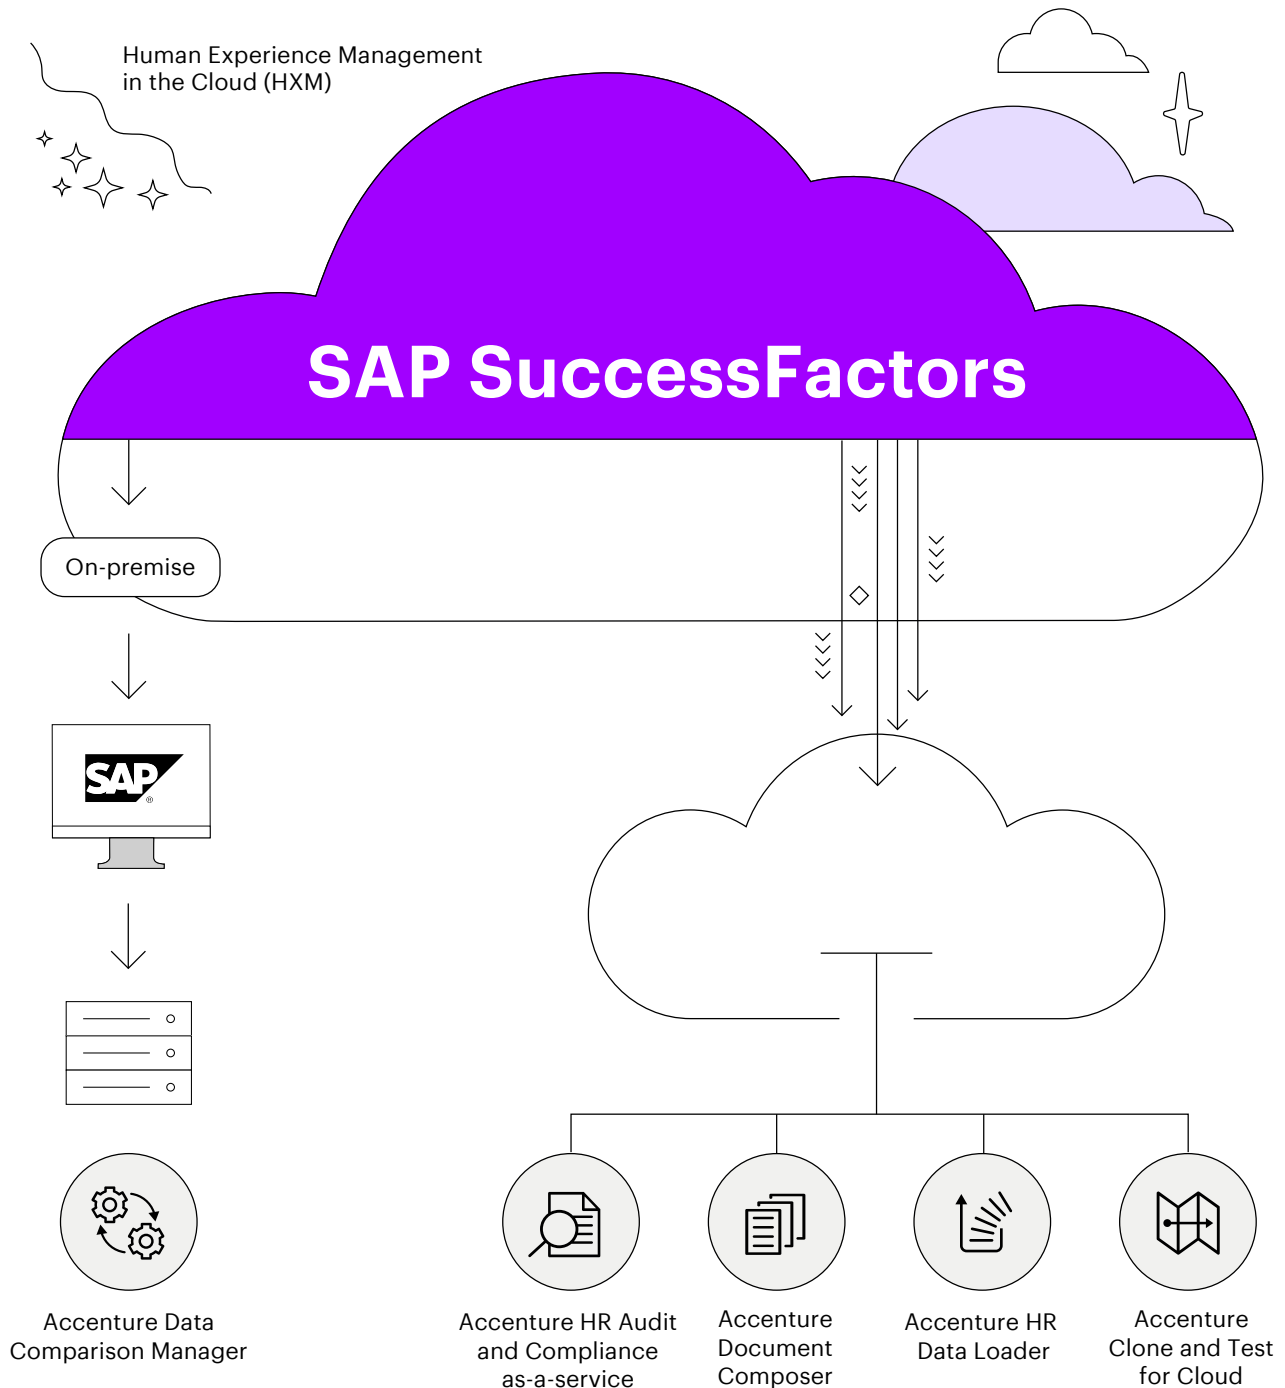 Human Experience Management
in the Cloud (HXM)
SAP SuccessFactors
On-premise
SAP®
Accenture Data
Comparison Manager
Accenture HR Audit
and Compliance
as-a-service
Accenture
Document
Composer
Accenture HR
Data Loader
Accenture
Clone and Test
for Cloud